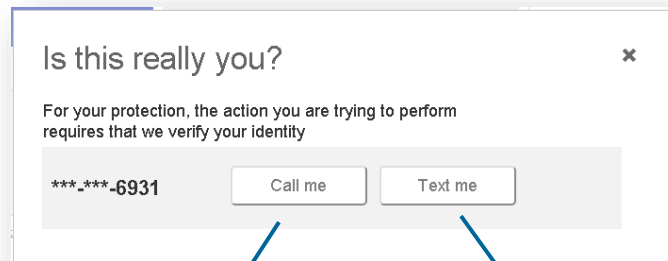 Is this really you?
For your protection, the action you are trying to perform
requires that we verify your identity
***-***-6931 Call me Text me